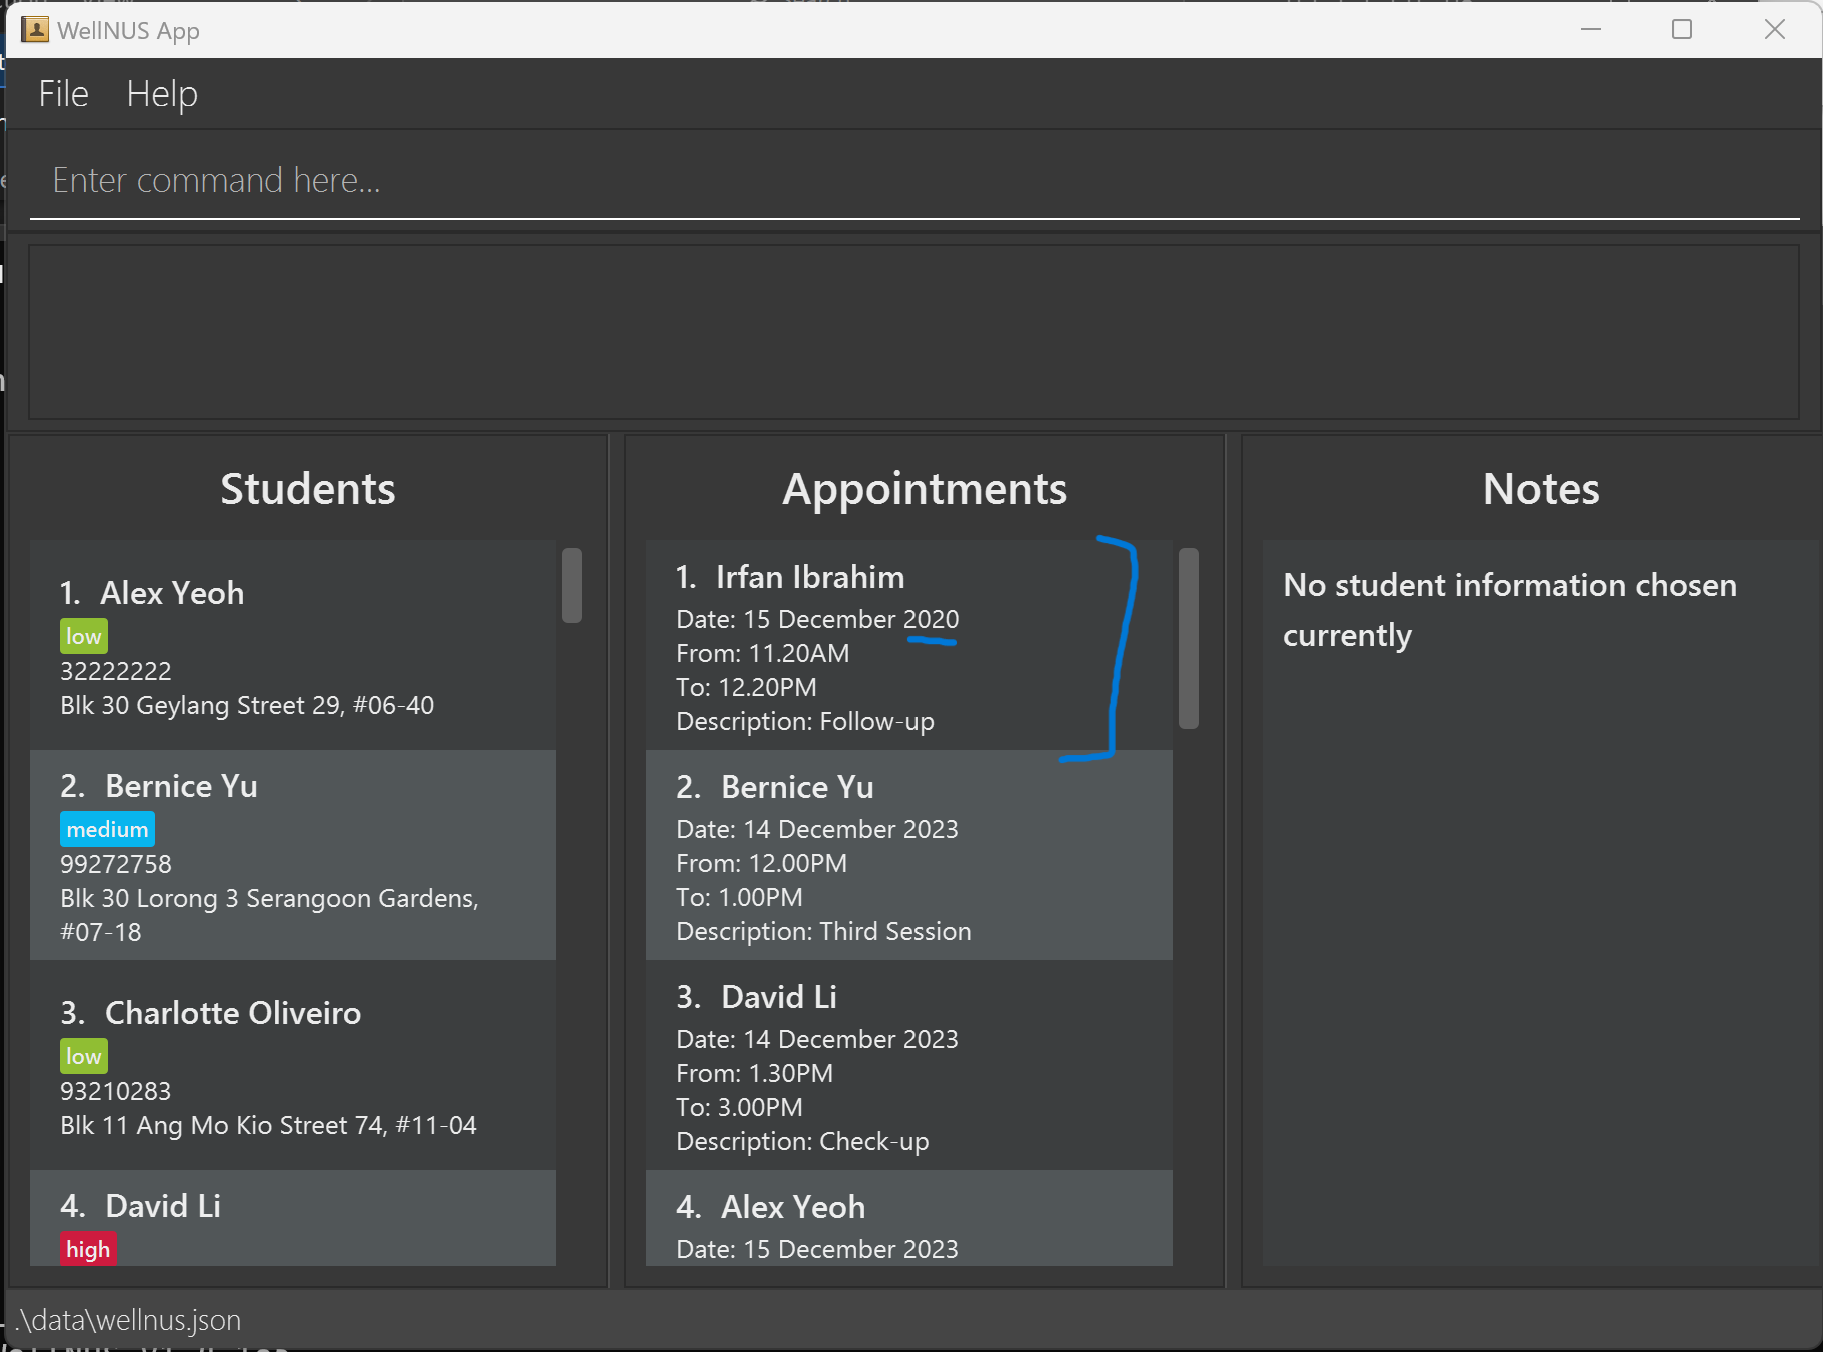 WellNUS App
File Help
Enter command here...
Students
1. Alex Yeoh
low
32222222
Blk 30 Geylang Street 29, #06-40
2. Bernice Yu
medium
99272758
Blk 30 Lorong 3 Serangoon Gardens,
#07-18
3. Charlotte Oliveiro
low
93210283
Blk 11 Ang Mo Kio Street 74, #11-04
4. David Li
high
Appointments
1. Irfan Ibrahim
Date: 15 December 2020
From: 11.20AM
To: 12.20PM
Description: Follow-up
2. Bernice Yu
Date: 14 December 2023
From: 12.00PM
To: 1.00PM
Description: Third Session
3. David Li
Date: 14 December 2023
From: 1.30PM
To: 3.00PM
Description: Check-up
4. Alex Yeoh
Date: 15 December 2023
Notes
No student information chosen
currently
.\data\wellnus.json